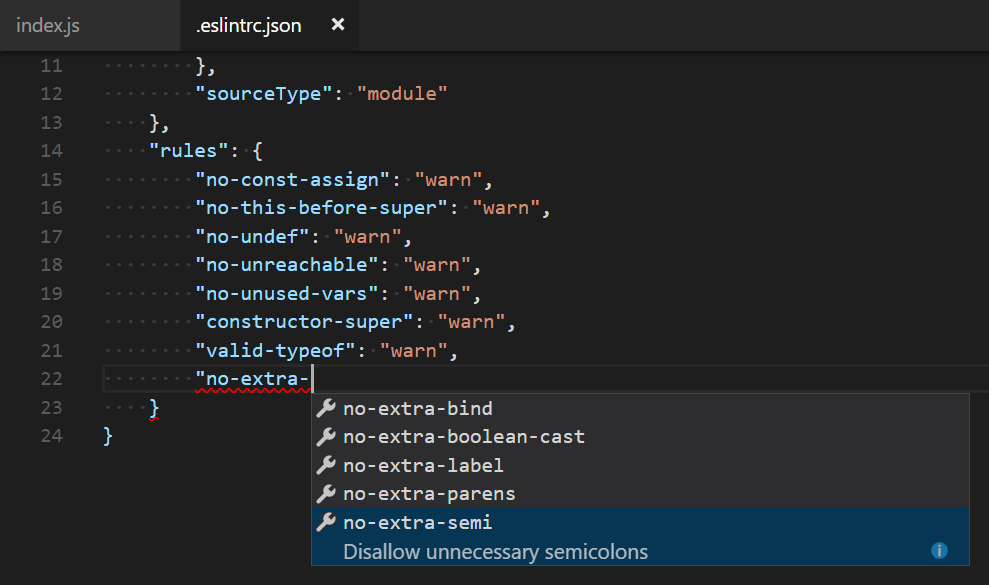 index.js .eslintrc.json ×
11 },
12 "sourceType": "module"
13 },
14 "rules": {
15 "no-const-assign": "warn",
16 "no-this-before-super": "warn",
17 "no-undef": "warn",
18 "no-unreachable": "warn",
19 "no-unused-vars": "warn",
20 "constructor-super": "warn",
21 "valid-typeof": "warn",
22 "no-extra-
23 }
no-extra-bind
24 }
no-extra-boolean-cast
no-extra-label
no-extra-parens
no-extra-semi
Disallow unnecessary semicolons